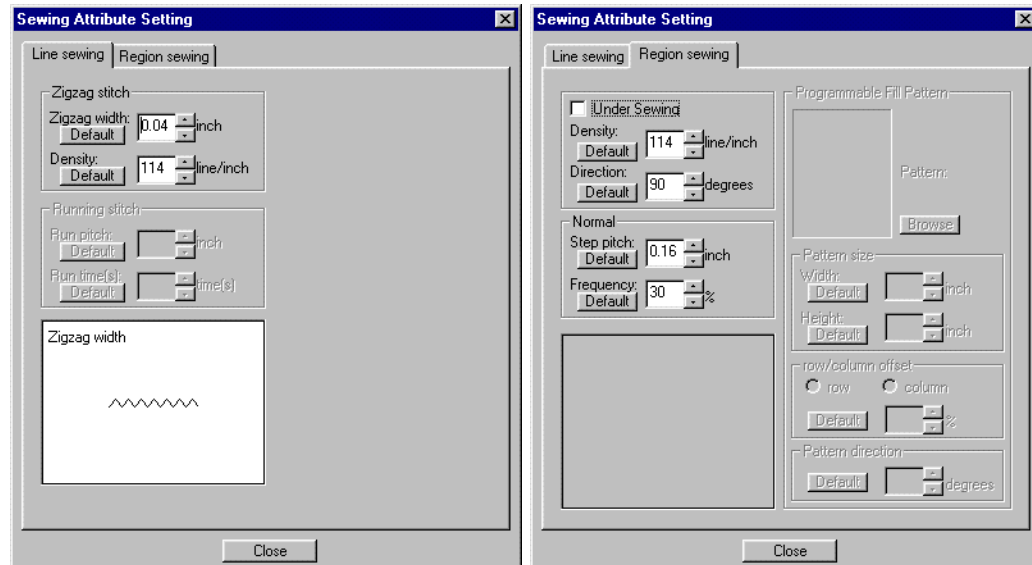 Sewing Attribute Setting
Line sewing Region sewing
Zigzag stitch
Zigzag width:
Default 0.04 inch
Density:
Default 114 line/inch
Running stitch
Run pitch:
Default inch
Run time(s):
Default time(s)
Zigzag width
Close
Sewing Attribute Setting
Line sewing Region sewing
Under Sewing
Density:
Default 114 line/inch
Direction:
Default 90 degrees
Normal
Step pitch:
Default 0.16 inch
Frequency:
Default 30 %
Programmable Fill Pattern
Pattern:
Browse
Pattern size
Width:
Default inch
Height:
Default inch
row/column offset
row column
Default %
Pattern direction
Default degrees
Close